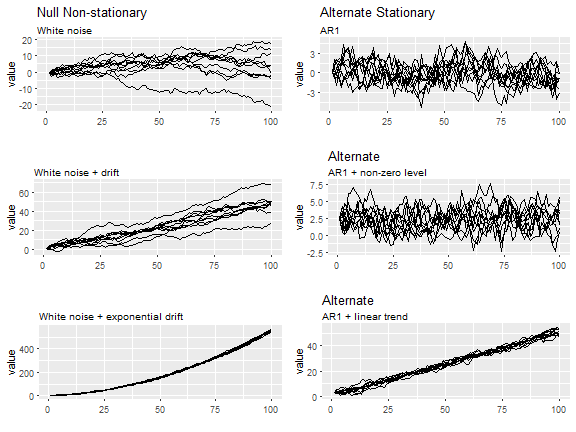 Null Non-stationary
White noise
value
20
10
0
-10
-20
0 25 50 75 100
Alternate Stationary
AR1
value
3
0
-3
0 25 50 75 100
White noise + drift
value
60
40
20
0
0 25 50 75 100
Alternate
AR1 + non-zero level
value
7.5
5.0
2.5
0.0
-2.5
0 25 50 75 100
White noise + exponential drift
value
400
200
0
0 25 50 75 100
Alternate
AR1 + linear trend
value
40
20
0
0 25 50 75 100